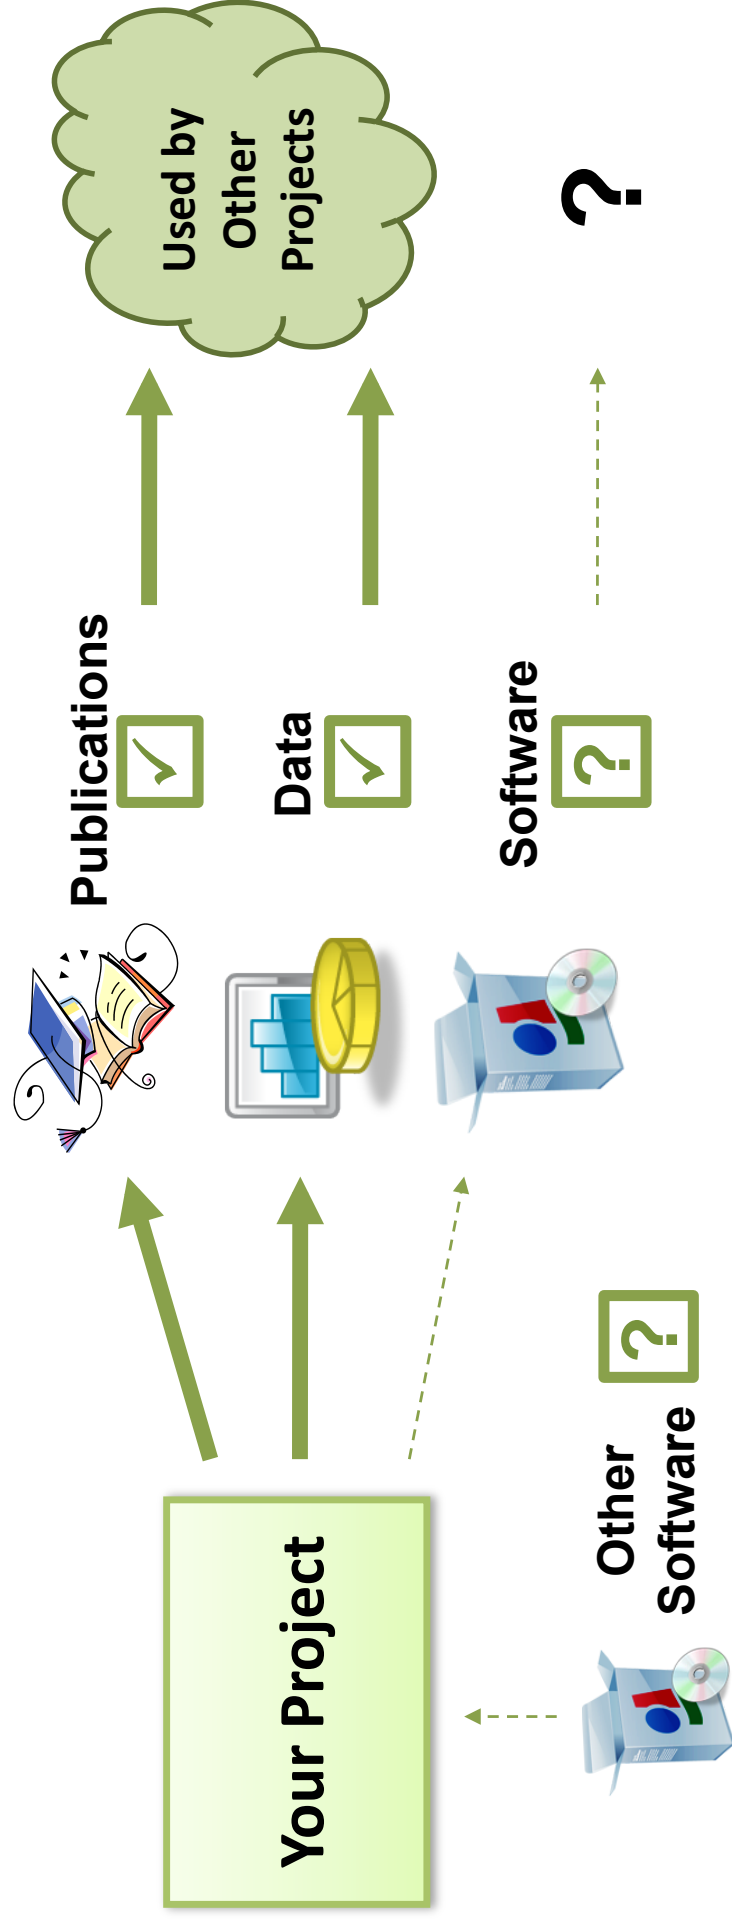 Your Project
Other
Software
?
Publications
Data
Software
?
Used by
Other
Projects
?